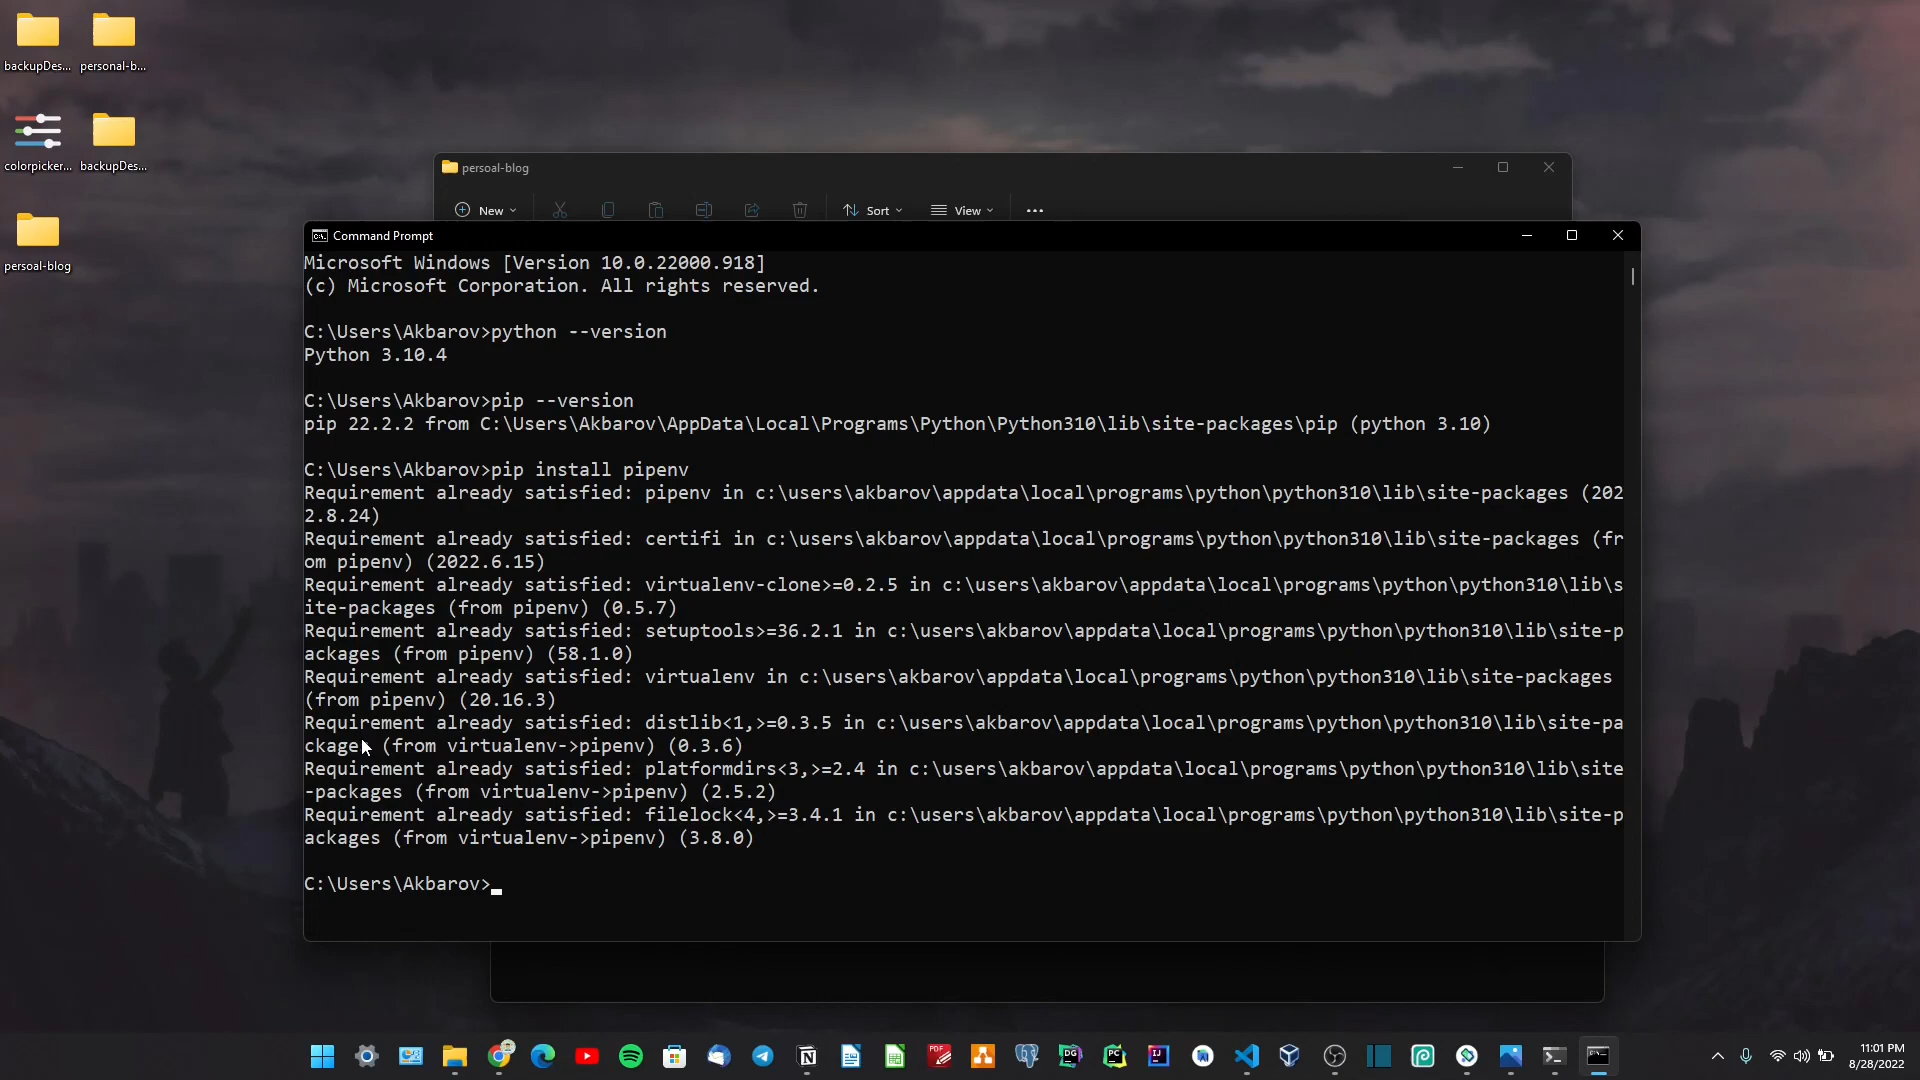 backupDes...
personal-b...
colorpicker...
backupDes...
persoal-blog
persoal-blog
New
Sort
View
Command Prompt
Microsoft Windows [Version 10.0.22000.918]
(c) Microsoft Corporation. All rights reserved.
C:\Users\Akbarov>python --version
Python 3.10.4
C:\Users\Akbarov>pip --version
pip 22.2.2 from C:\Users\Akbarov\AppData\Local\Programs\Python\Python310\lib\site-packages\pip (python 3.10)
C:\Users\Akbarov>pip install pipenv
Requirement already satisfied: pipenv in c:\users\akbarov\appdata\local\programs\python\python310\lib\site-packages (202
2.8.24)
Requirement already satisfied: certifi in c:\users\akbarov\appdata\local\programs\python\python310\lib\site-packages (fr
om pipenv) (2022.6.15)
Requirement already satisfied: virtualenv-clone>=0.2.5 in c:\users\akbarov\appdata\local\programs\python\python310\lib\s
ite-packages (from pipenv) (0.5.7)
Requirement already satisfied: setuptools>=36.2.1 in c:\users\akbarov\appdata\local\programs\python\python310\lib\site-p
ackages (from pipenv) (58.1.0)
Requirement already satisfied: virtualenv in c:\users\akbarov\appdata\local\programs\python\python310\lib\site-packages
(from pipenv) (20.16.3)
Requirement already satisfied: distlib<1,>=0.3.5 in c:\users\akbarov\appdata\local\programs\python\python310\lib\site-pa
ckages (from virtualenv->pipenv) (0.3.6)
Requirement already satisfied: platformdirs<3,>=2.4 in c:\users\akbarov\appdata\local\programs\python\python310\lib\site
-packages (from virtualenv->pipenv) (2.5.2)
Requirement already satisfied: filelock<4,>=3.4.1 in c:\users\akbarov\appdata\local\programs\python\python310\lib\site-p
ackages (from virtualenv->pipenv) (3.8.0)
C:\Users\Akbarov>
11:01 PM
8/28/2022